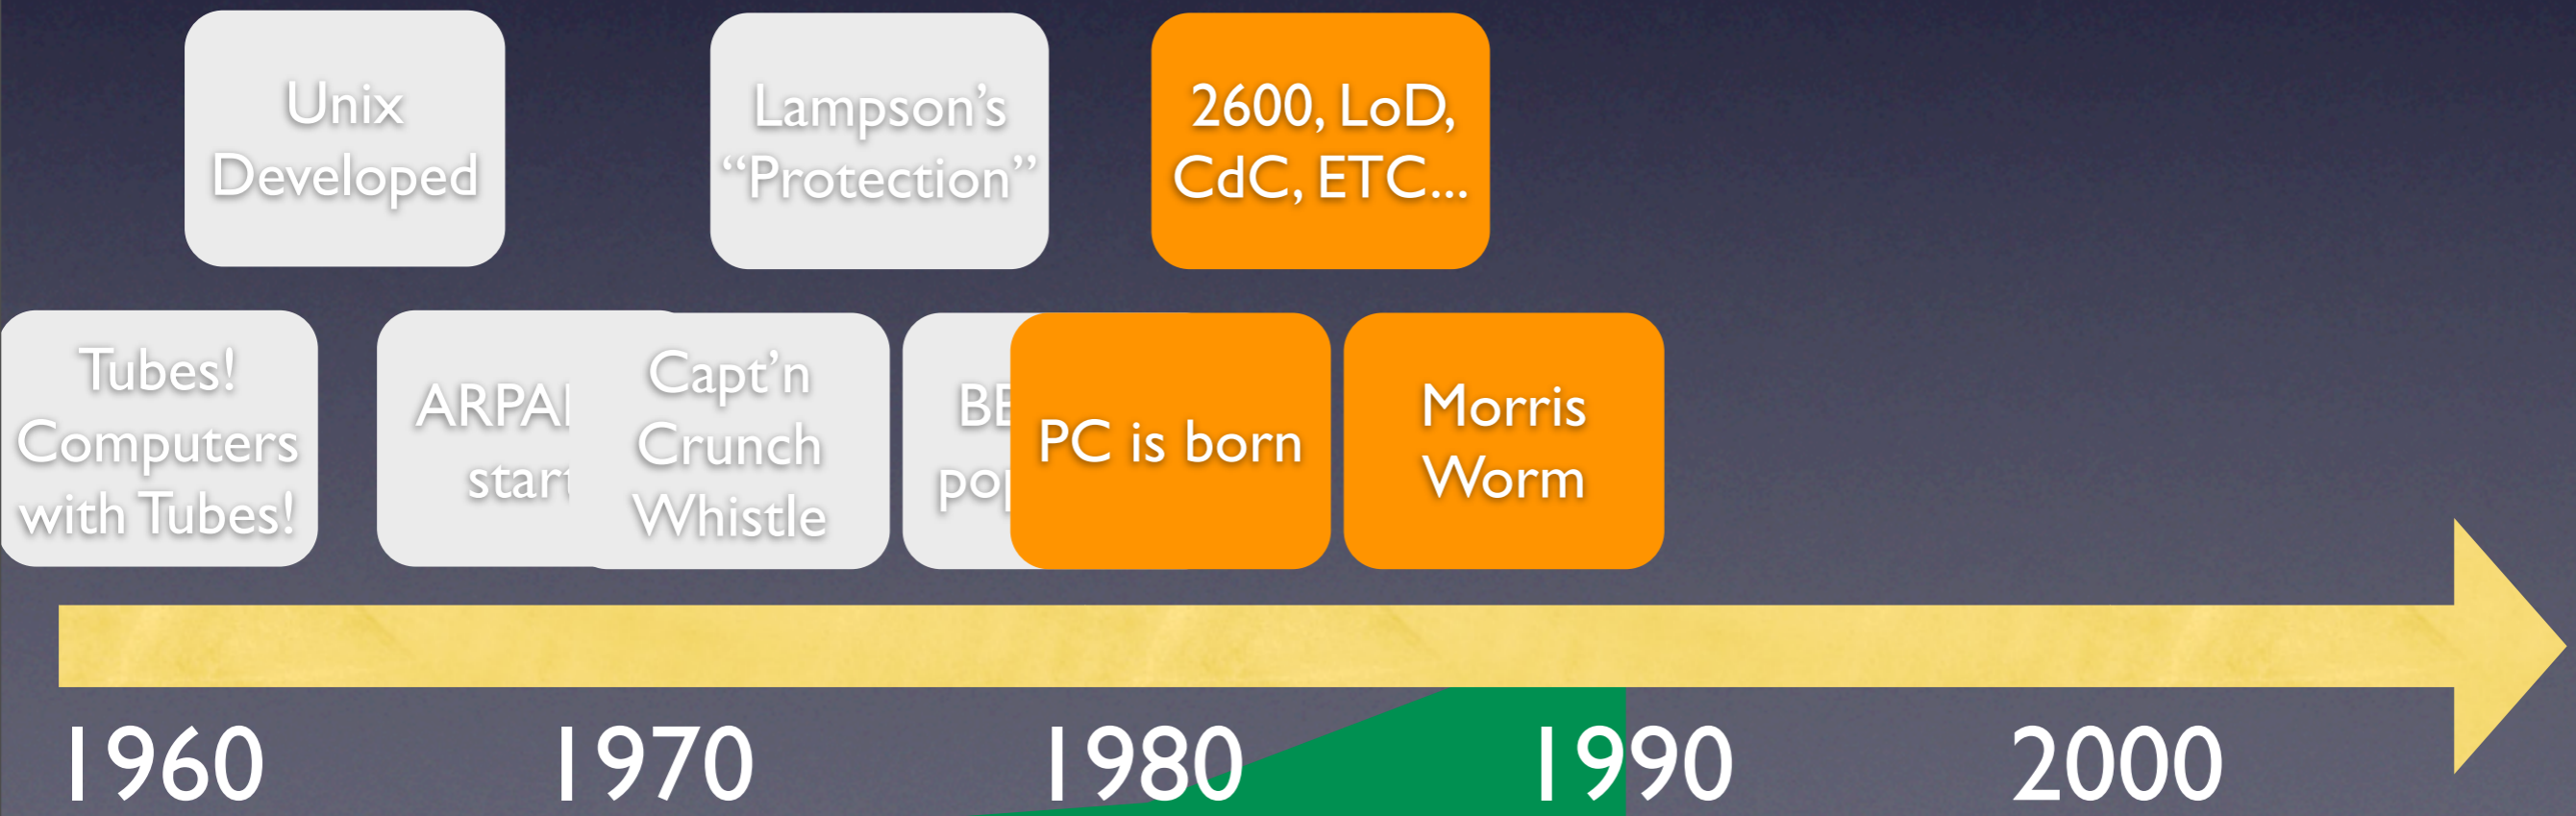 Unix
Developed
Lampson's
“Protection”
2600, LoD,
CdC, ETC...
Tubes!
Computers
with Tubes!
Capt'n
Crunch
Whistle
PC is born
Morris
Worm
1960
1970
1980
1990
2000